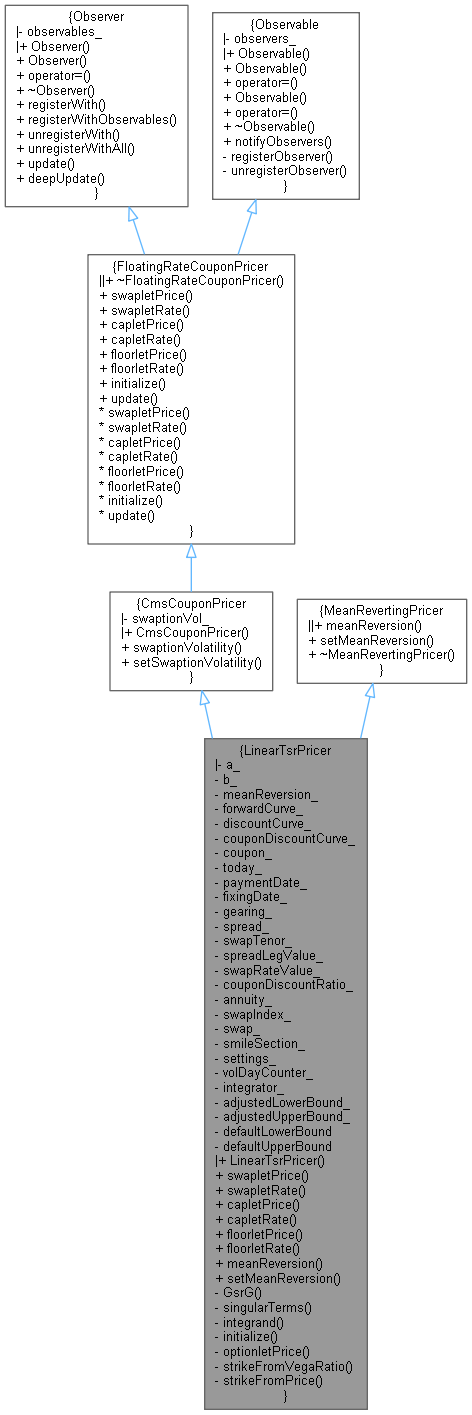 {Observer
|- observables_
|+ Observer()
+ Observer()
+ operator=()
+ ~Observer()
+ registerWith()
+ registerWithObservables()
+ unregisterWith()
+ unregisterWithAll()
+ update()
+ deepUpdate()
}
{Observable
|- observers_
|+ Observable()
+ Observable()
+ operator=()
+ Observable()
+ operator=()
+ ~Observable()
+ notifyObservers()
- registerObserver()
- unregisterObserver()
}
{FloatingRateCouponPricer
||+ ~FloatingRateCouponPricer()
+ swapletPrice()
+ swapletRate()
+ capletPrice()
+ capletRate()
+ floorletPrice()
+ floorletRate()
+ initialize()
+ update()
* swapletPrice()
* swapletRate()
* capletPrice()
* capletRate()
* floorletPrice()
* floorletRate()
* initialize()
* update()
}
{CmsCouponPricer
|- swaptionVol_
|+ CmsCouponPricer()
+ swaptionVolatility()
+ setSwaptionVolatility()
}
{MeanRevertingPricer
||+ meanReversion()
+ setMeanReversion()
+ ~MeanRevertingPricer()
}
{LinearTsrPricer
|- a_
- b_
- meanReversion_
- forwardCurve_
- discountCurve_
- couponDiscountCurve_
- coupon_
- today_
- paymentDate_
- fixingDate_
- gearing_
- spread_
- swapTenor_
- spreadLegValue_
- swapRateValue_
- couponDiscountRatio_
- annuity_
- swapIndex_
- swap_
- smileSection_
- settings_
- volDayCounter_
- integrator_
- adjustedLowerBound_
- adjustedUpperBound_
- defaultLowerBound
- defaultUpperBound
|+ LinearTsrPricer()
+ swapletPrice()
+ swapletRate()
+ capletPrice()
+ capletRate()
+ floorletPrice()
+ floorletRate()
+ meanReversion()
+ setMeanReversion()
- GsrG()
- singularTerms()
- integrand()
- initialize()
- optionletPrice()
- strikeFromVegaRatio()
- strikeFromPrice()
}